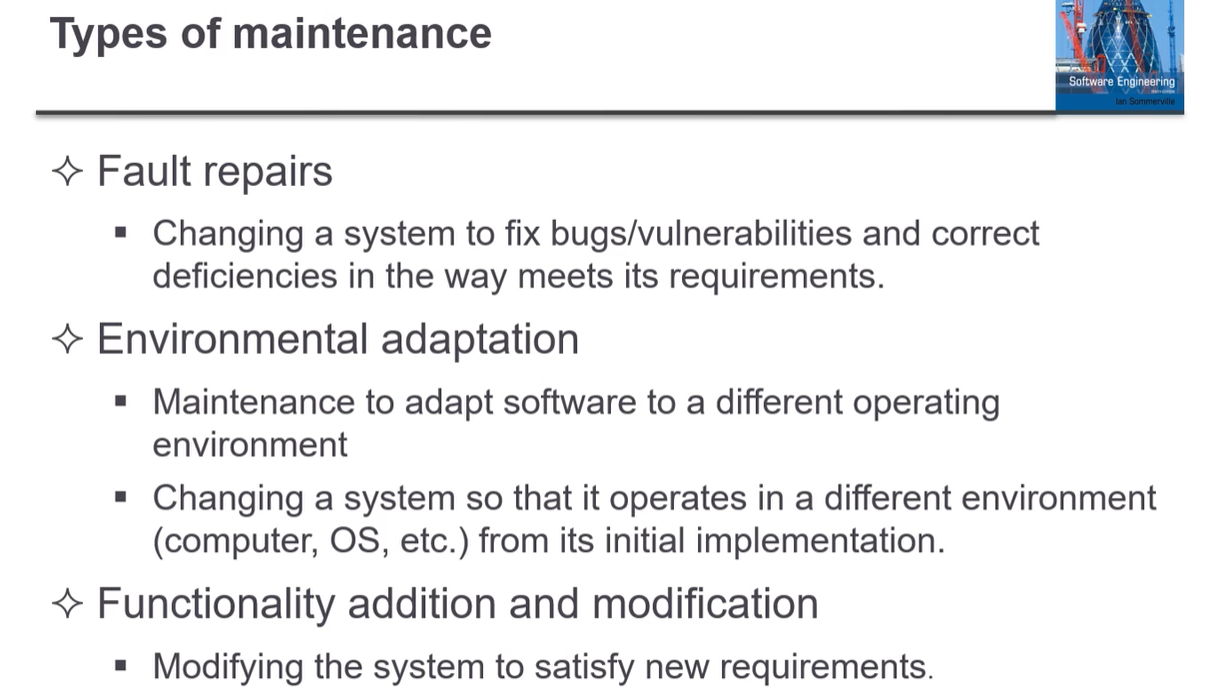 Types of maintenance
Software Engineering
Ian Sommerville
✧ Fault repairs
▪ Changing a system to fix bugs/vulnerabilities and correct
deficiencies in the way meets its requirements.
✧ Environmental adaptation
▪ Maintenance to adapt software to a different operating
environment
▪ Changing a system so that it operates in a different environment
(computer, OS, etc.) from its initial implementation.
✧ Functionality addition and modification
▪ Modifying the system to satisfy new requirements.